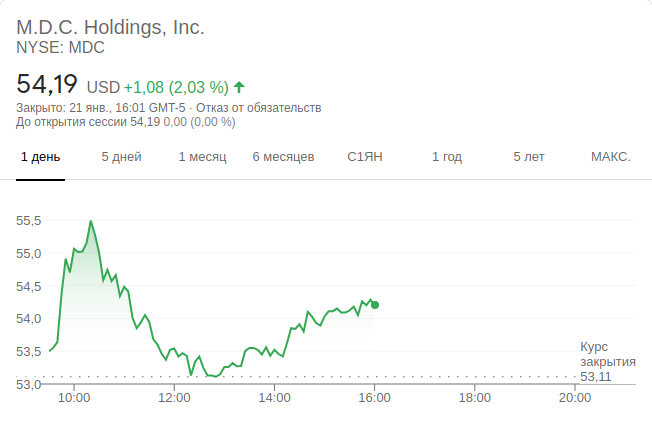 M.D.C. Holdings, Inc.
NYSE: MDC
54,19 USD +1,08 (2,03 %)
Закрыто: 21 янв., 16:01 GMT-5 · Отказ от обязательств
До открытия сессии 54,19 0,00 (0,00 %)
1 день 5 дней 1 месяц 6 месяцев С1ЯН 1 год 5 лет МАКС.
55,5
55,0
54,5
54,0
53,5
53,0
Курс
закрытия
53,11
10:00 12:00 14:00 16:00 18:00 20:00